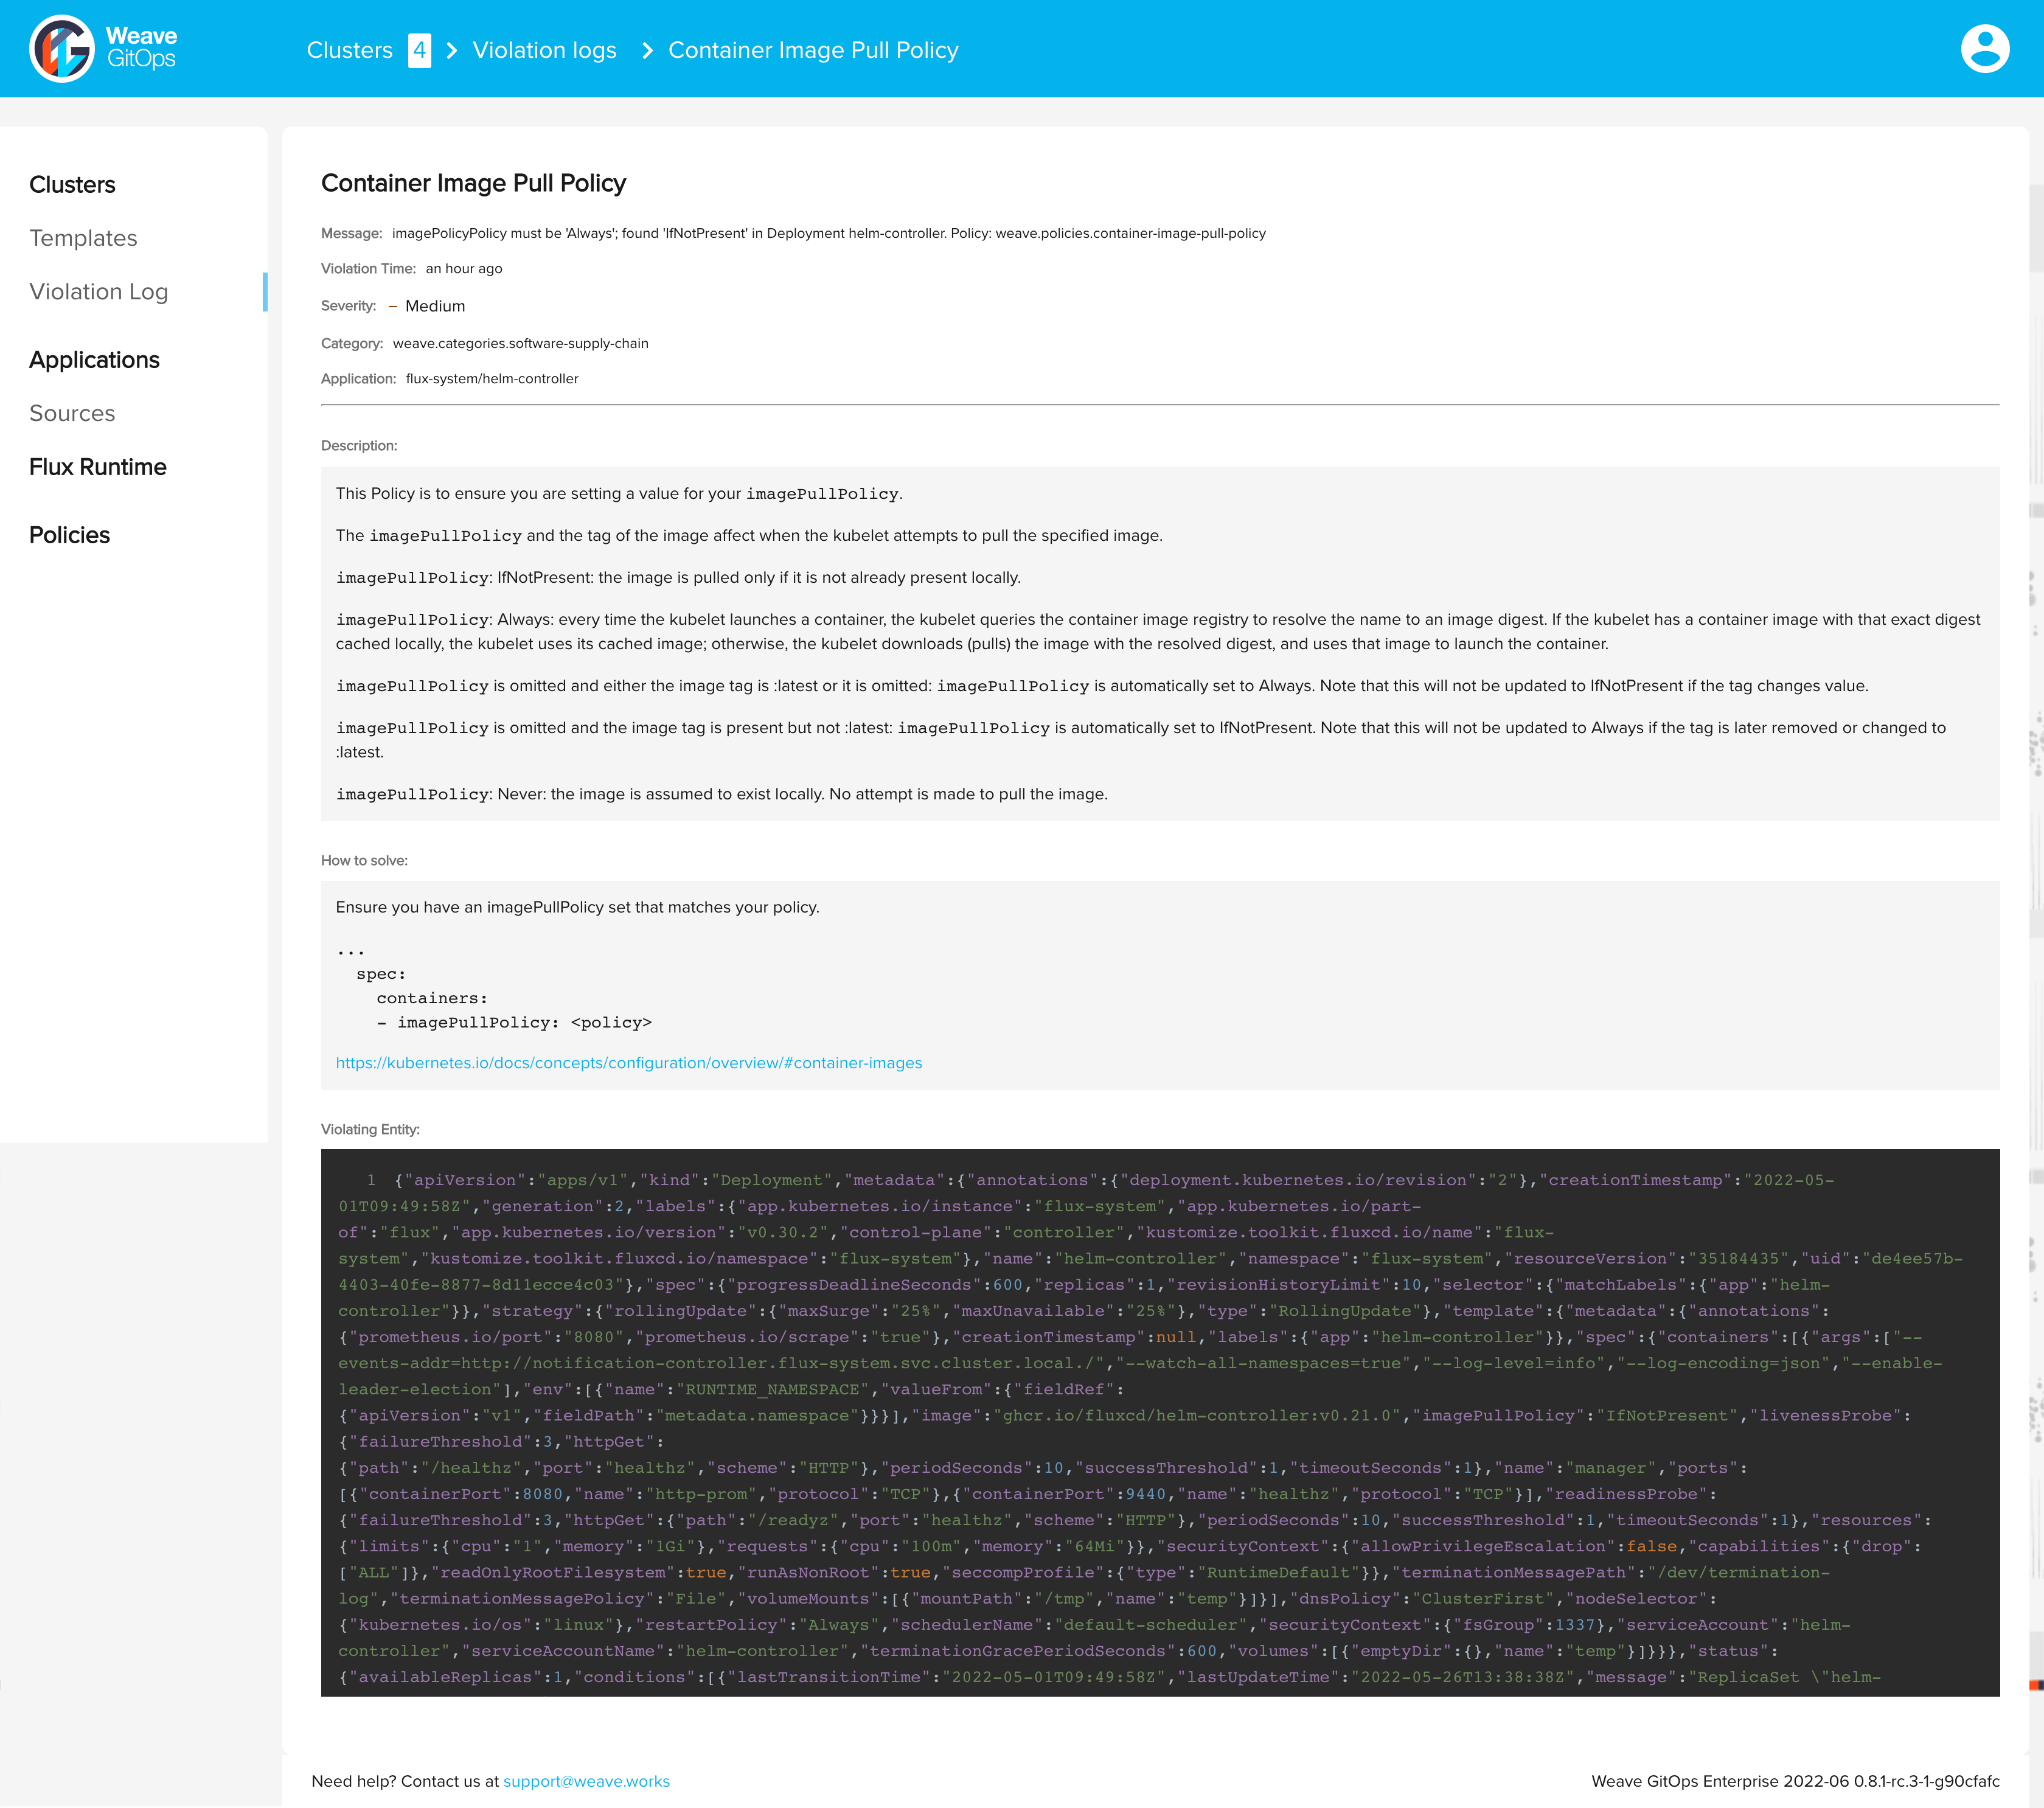 Weave
GitOps
Clusters 4 > Violation logs > Container Image Pull Policy
Clusters
Templates
Violation Log
Applications
Sources
Flux Runtime
Policies
Container Image Pull Policy
Message: imagePolicyPolicy must be 'Always'; found 'IfNotPresent' in Deployment helm-controller. Policy: weave.policies.container-image-pull-policy
Violation Time: an hour ago
Severity: – Medium
Category: weave.categories.software-supply-chain
Application: flux-system/helm-controller
Description:
This Policy is to ensure you are setting a value for your imagePullPolicy.
The imagePullPolicy and the tag of the image affect when the kubelet attempts to pull the specified image.
imagePullPolicy: IfNotPresent: the image is pulled only if it is not already present locally.
imagePullPolicy: Always: every time the kubelet launches a container, the kubelet queries the container image registry to resolve the name to an image digest. If the kubelet has a container image with that exact digest
cached locally, the kubelet uses its cached image; otherwise, the kubelet downloads (pulls) the image with the resolved digest, and uses that image to launch the container.
imagePullPolicy is omitted and either the image tag is :latest or it is omitted: imagePullPolicy is automatically set to Always. Note that this will not be updated to IfNotPresent if the tag changes value.
imagePullPolicy is omitted and the image tag is present but not :latest: imagePullPolicy is automatically set to IfNotPresent. Note that this will not be updated to Always if the tag is later removed or changed to
:latest.
imagePullPolicy: Never: the image is assumed to exist locally. No attempt is made to pull the image.
How to solve:
Ensure you have an imagePullPolicy set that matches your policy.
...
spec:
containers:
- imagePullPolicy: <policy>
https://kubernetes.io/docs/concepts/configuration/overview/#container-images
Violating Entity:
1 {"apiVersion":"apps/v1","kind":"Deployment","metadata":{"annotations":{"deployment.kubernetes.io/revision":"2"},"creationTimestamp":"2022-05-
01T09:49:58Z","generation":2,"labels":{"app.kubernetes.io/instance":"flux-system","app.kubernetes.io/part-
of":"flux","app.kubernetes.io/version":"v0.30.2","control-plane":"controller","kustomize.toolkit.fluxcd.io/name":"flux-
system","kustomize.toolkit.fluxcd.io/namespace":"flux-system"},"name":"helm-controller","namespace":"flux-system","resourceVersion":"35184435","uid":"de4ee57b-
4403-40fe-8877-8d11ecce4c03"},"spec":{"progressDeadlineSeconds":600,"replicas":1,"revisionHistoryLimit":10,"selector":{"matchLabels":{"app":"helm-
controller"}},"strategy":{"rollingUpdate":{"maxSurge":"25%","maxUnavailable":"25%"},"type":"RollingUpdate"},"template":{"metadata":{"annotations":
{"prometheus.io/port":"8080","prometheus.io/scrape":"true"},"creationTimestamp":null,"labels":{"app":"helm-controller"}},"spec":{"containers":[{"args":["--
events-addr=http://notification-controller.flux-system.svc.cluster.local./","--watch-all-namespaces=true","--log-level=info","--log-encoding=json","--enable-
leader-election"],"env":[{"name":"RUNTIME_NAMESPACE","valueFrom":{"fieldRef":
{"apiVersion":"v1","fieldPath":"metadata.namespace"}}}],"image":"ghcr.io/fluxcd/helm-controller:v0.21.0","imagePullPolicy":"IfNotPresent","livenessProbe":
{"failureThreshold":3,"httpGet":
{"path":"/healthz","port":"healthz","scheme":"HTTP"},"periodSeconds":10,"successThreshold":1,"timeoutSeconds":1},"name":"manager","ports":
[{"containerPort":8080,"name":"http-prom","protocol":"TCP"},{"containerPort":9440,"name":"healthz","protocol":"TCP"}],"readinessProbe":
{"failureThreshold":3,"httpGet":{"path":"/readyz","port":"healthz","scheme":"HTTP"},"periodSeconds":10,"successThreshold":1,"timeoutSeconds":1},"resources":
{"limits":{"cpu":"1","memory":"1Gi"},"requests":{"cpu":"100m","memory":"64Mi"}},"securityContext":{"allowPrivilegeEscalation":false,"capabilities":{"drop":
["ALL"]},"readOnlyRootFilesystem":true,"runAsNonRoot":true,"seccompProfile":{"type":"RuntimeDefault"}},"terminationMessagePath":"/dev/termination-
log","terminationMessagePolicy":"File","volumeMounts":[{"mountPath":"/tmp","name":"temp"}]}],"dnsPolicy":"ClusterFirst","nodeSelector":
{"kubernetes.io/os":"linux"},"restartPolicy":"Always","schedulerName":"default-scheduler","securityContext":{"fsGroup":1337},"serviceAccount":"helm-
controller","serviceAccountName":"helm-controller","terminationGracePeriodSeconds":600,"volumes":[{"emptyDir":{},"name":"temp"}]}}},"status":
{"availableReplicas":1,"conditions":[{"lastTransitionTime":"2022-05-01T09:49:58Z","lastUpdateTime":"2022-05-26T13:38:38Z","message":"ReplicaSet \"helm-
Need help? Contact us at support@weave.works
Weave GitOps Enterprise 2022-06 0.8.1-rc.3-1-g90cfafc